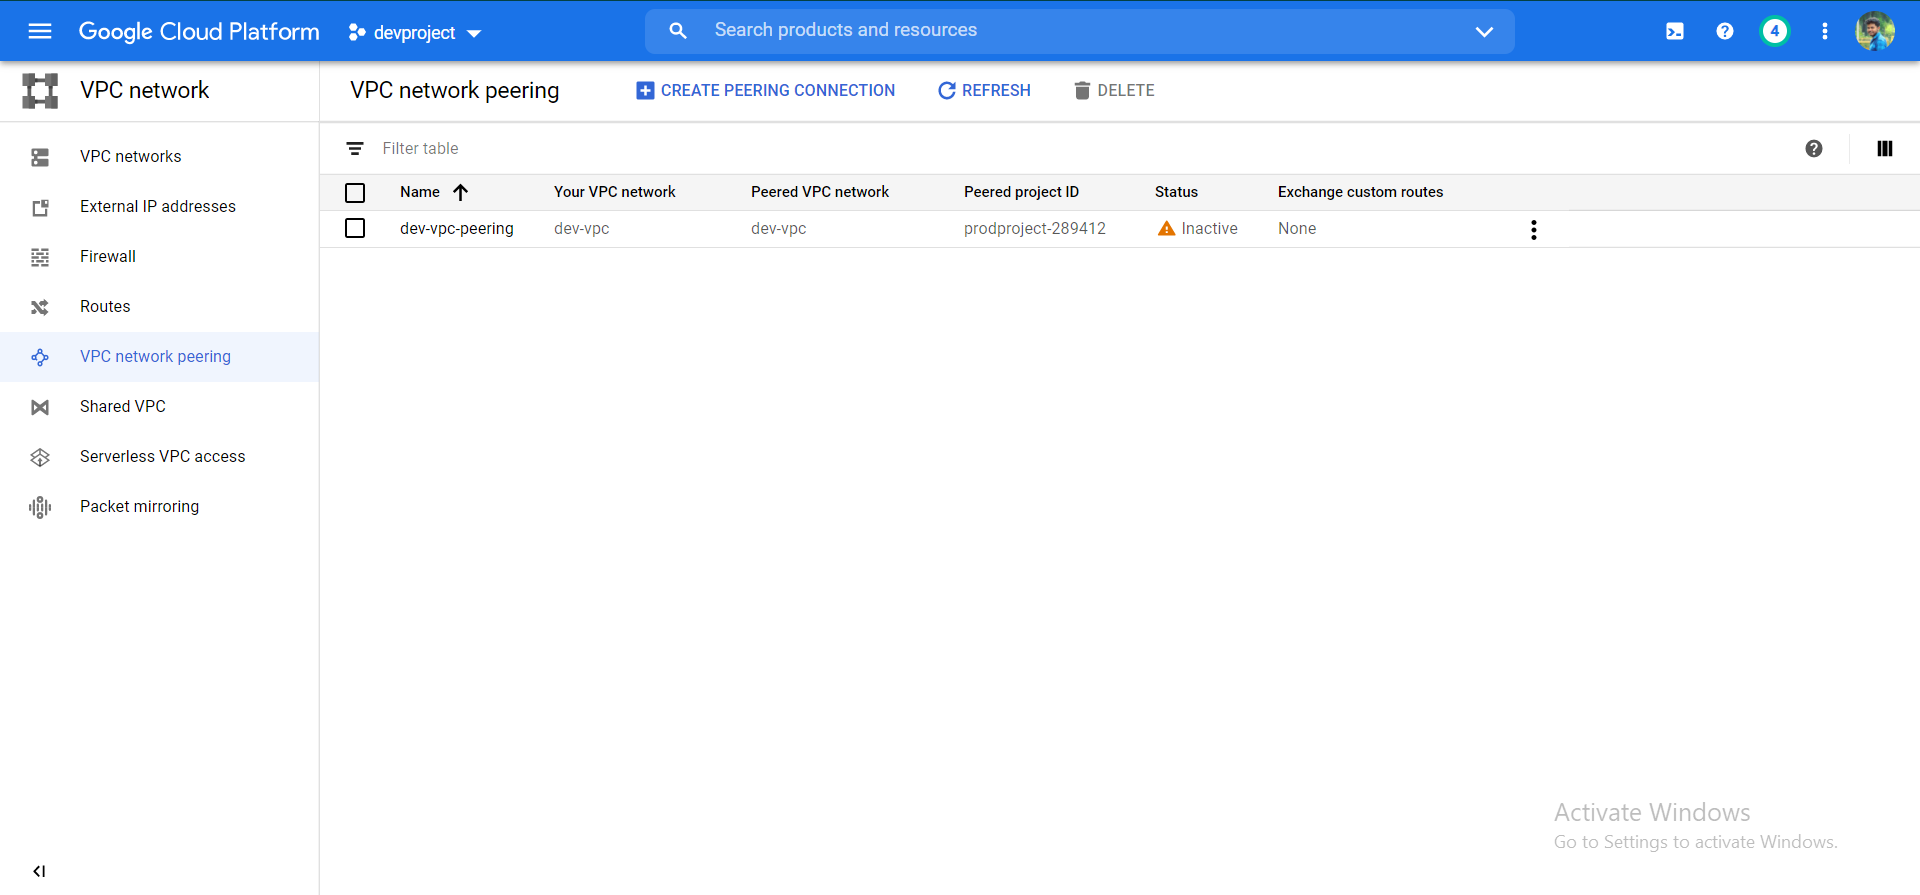 Google Cloud Platform devproject Search products and resources 4
VPC network VPC network peering CREATE PEERING CONNECTION REFRESH DELETE
VPC networks
External IP addresses
Firewall
Routes
VPC network peering
Shared VPC
Serverless VPC access
Packet mirroring
Filter table
Name Your VPC network Peered VPC network Peered project ID Status Exchange custom routes
dev-vpc-peering dev-vpc dev-vpc prodproject-289412 Inactive None
Activate Windows
Go to Settings to activate Windows.